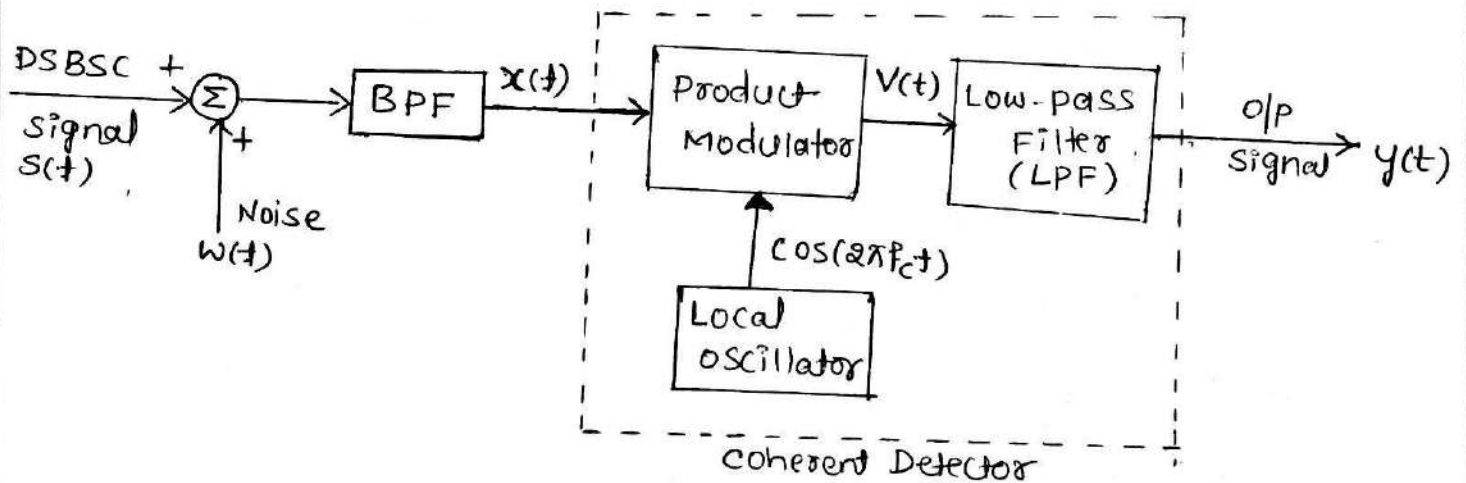 DSBSC +
Signal
S(t)
Σ
+
Noise
W(t)
BPF
x(t)
Product
Modulator
V(t)
Low-pass
Filter
(LPF)
O/P
Signal
y(t)
cos(2πfct)
Local
Oscillator
Coherent Detector